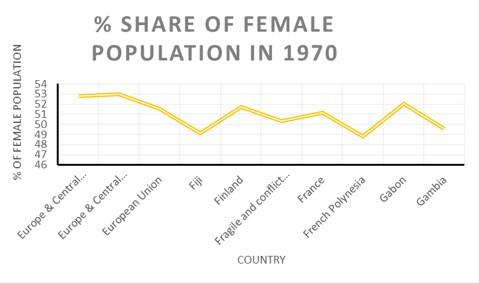 % SHARE OF FEMALE
POPULATION IN 1970
% OF FEMALE POPULATION
54
53
52
51
50
49
48
47
46
Europe & Central...
Europe & Central...
European Union
Fiji
Finland
Fragile and conflict...
France
French Polynesia
Gabon
Gambia
COUNTRY